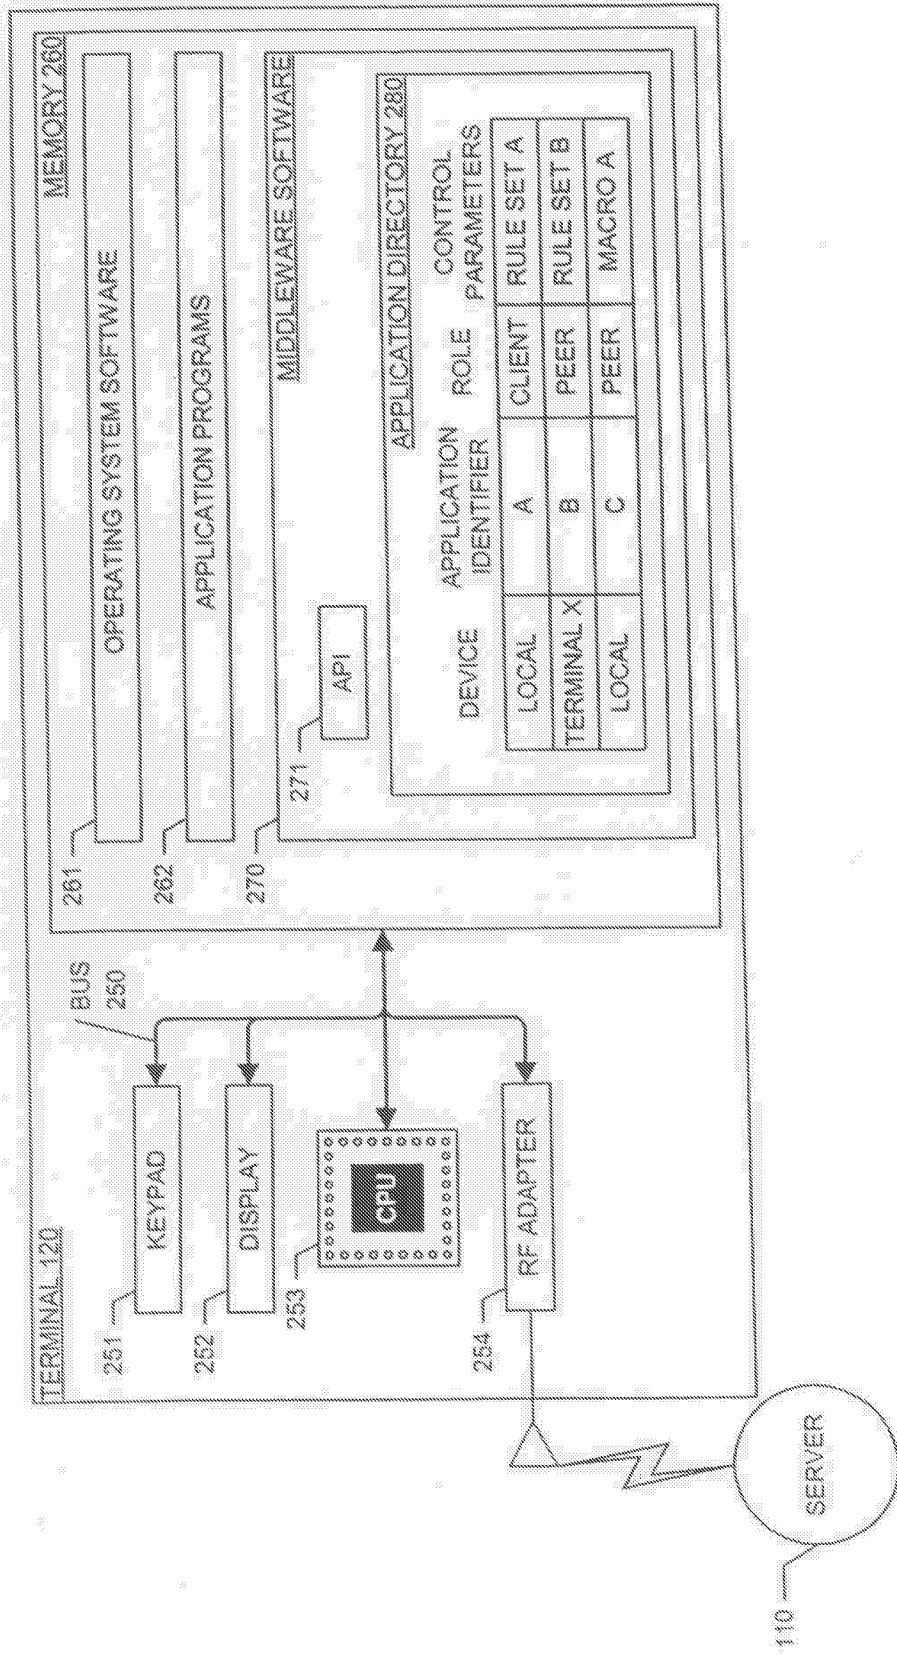 TERMINAL 120
BUS
250
251
KEYPAD
252
DISPLAY
253
CPU
254
RF ADAPTER
110
SERVER
MEMORY 260
261
OPERATING SYSTEM SOFTWARE
262
APPLICATION PROGRAMS
270
MIDDLEWARE SOFTWARE
271
API
APPLICATION DIRECTORY 280
DEVICE APPLICATION IDENTIFIER ROLE CONTROL PARAMETERS
LOCAL A CLIENT RULE SET A
TERMINAL X B PEER RULE SET B
LOCAL C PEER MACRO A